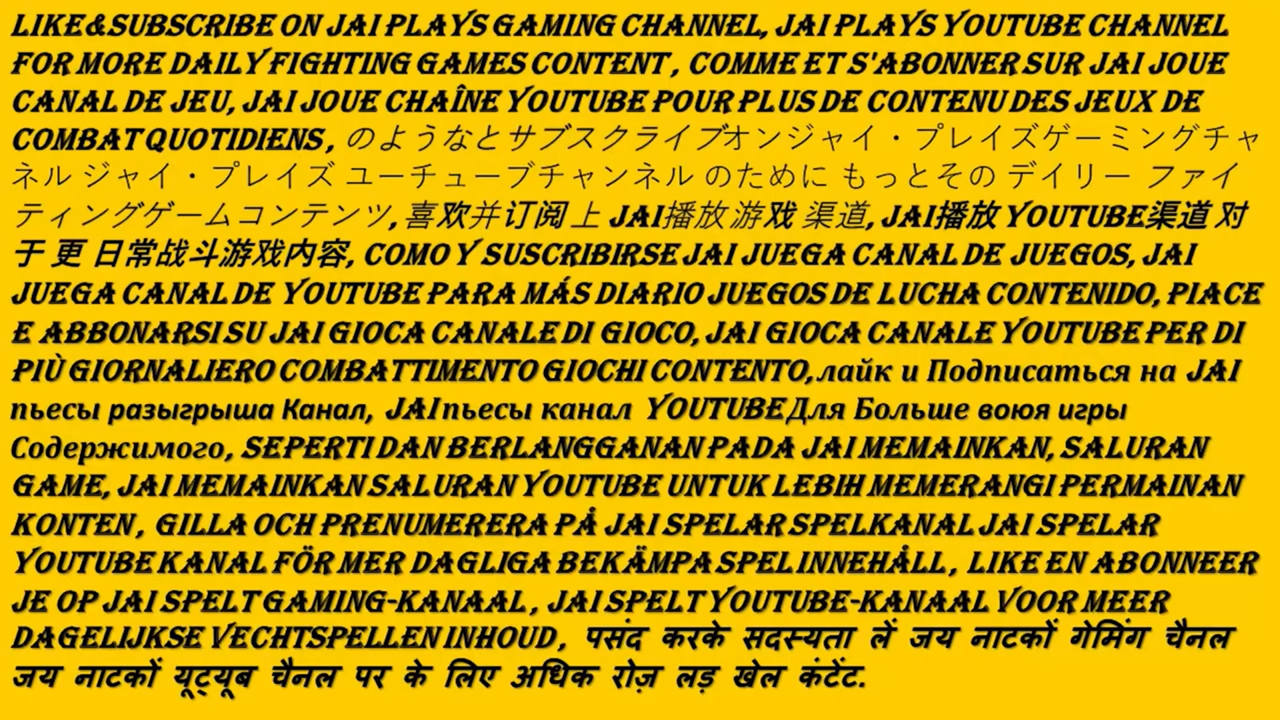 LIKE&SUBSCRIBE ON JAI PLAYS GAMING CHANNEL, JAI PLAYS YOUTUBE CHANNEL
FOR MORE DAILY FIGHTING GAMES CONTENT , COMME ET S'ABONNER SUR JAI JOUE
CANAL DE JEU, JAI JOUE CHAÎNE YOUTUBE POUR PLUS DE CONTENU DES JEUX DE
COMBAT QUOTIDIENS , のようなとサブスクライブオンジャイ・プレイズゲーミングチャ
ネル ジャイ・プレイズ ユーチューブチャンネル のために もっとその デイリー ファイ
ティングゲームコンテンツ, 喜欢并订阅 上 JAI播放 游戏 渠道, JAI播放 YOUTUBE渠道 对
于 更 日常战斗游戏内容, COMO Y SUSCRIBIRSE JAI JUEGA CANAL DE JUEGOS, JAI
JUEGA CANAL DE YOUTUBE PARA MÁS DIARIO JUEGOS DE LUCHA CONTENIDO, PIACE
E ABBONARSI SU JAI GIOCA CANALE DI GIOCO, JAI GIOCA CANALE YOUTUBE PER DI
PIÙ GIORNALIERO COMBATTIMENTO GIOCHI CONTENTO, лайк и Подписаться на JAI
пьесы разыгрыша Канал, JAI пьесы канал YOUTUBE Для Больше воюя игры
Содержимого, SEPERTI DAN BERLANGGANAN PADA JAI MEMAINKAN, SALURAN
GAME, JAI MEMAINKAN SALURAN YOUTUBE UNTUK LEBIH MEMERANGI PERMAINAN
KONTEN , GILLA OCH PRENUMERERA PÅ JAI SPELAR SPELKANAL JAI SPELAR
YOUTUBE KANAL FÖR MER DAGLIGA BEKÄMPA SPEL INNEHÅLL , LIKE EN ABONNEER
JE OP JAI SPELT GAMING-KANAAL , JAI SPELT YOUTUBE-KANAAL VOOR MEER
DAGELIJKSE VECHTSPELLEN INHOUD , पसंद करके सदस्यता लें जय नाटकों गेमिंग चैनल
जय नाटकों यूट्यूब चैनल पर के लिए अधिक रोज़ लड़ खेल कंटेंट.